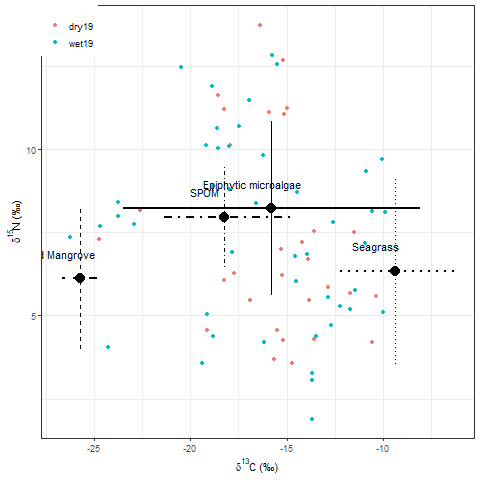 dry19
wet19
10
5
δ15N (‰)
Epiphytic microalgae
SPOM
Seagrass
d Mangrove
-25
-20
-15
-10
δ13C (‰)